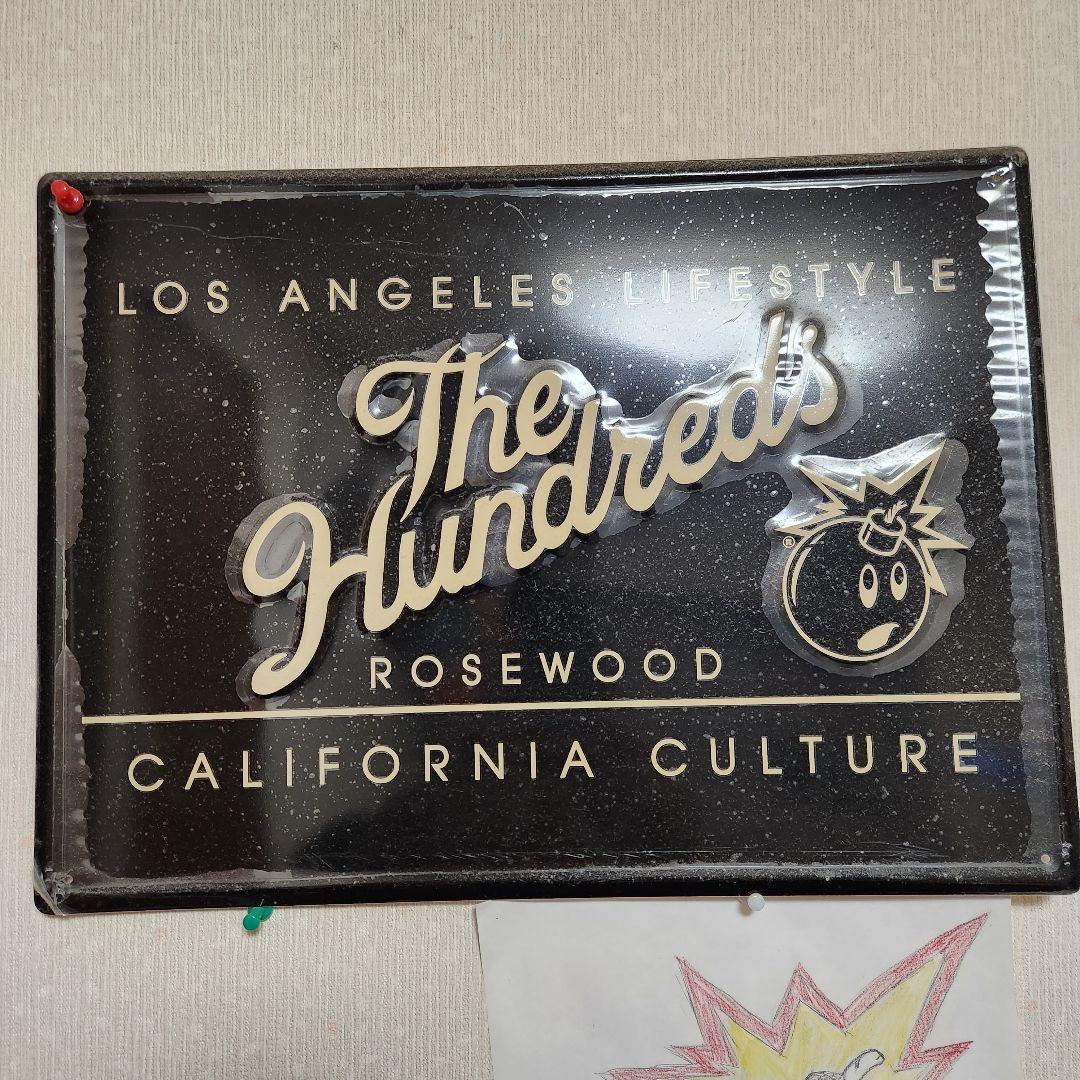 LOS ANGELES LIFESTYLE
The
Hundreds
®
ROSEWOOD
CALIFORNIA CULTURE